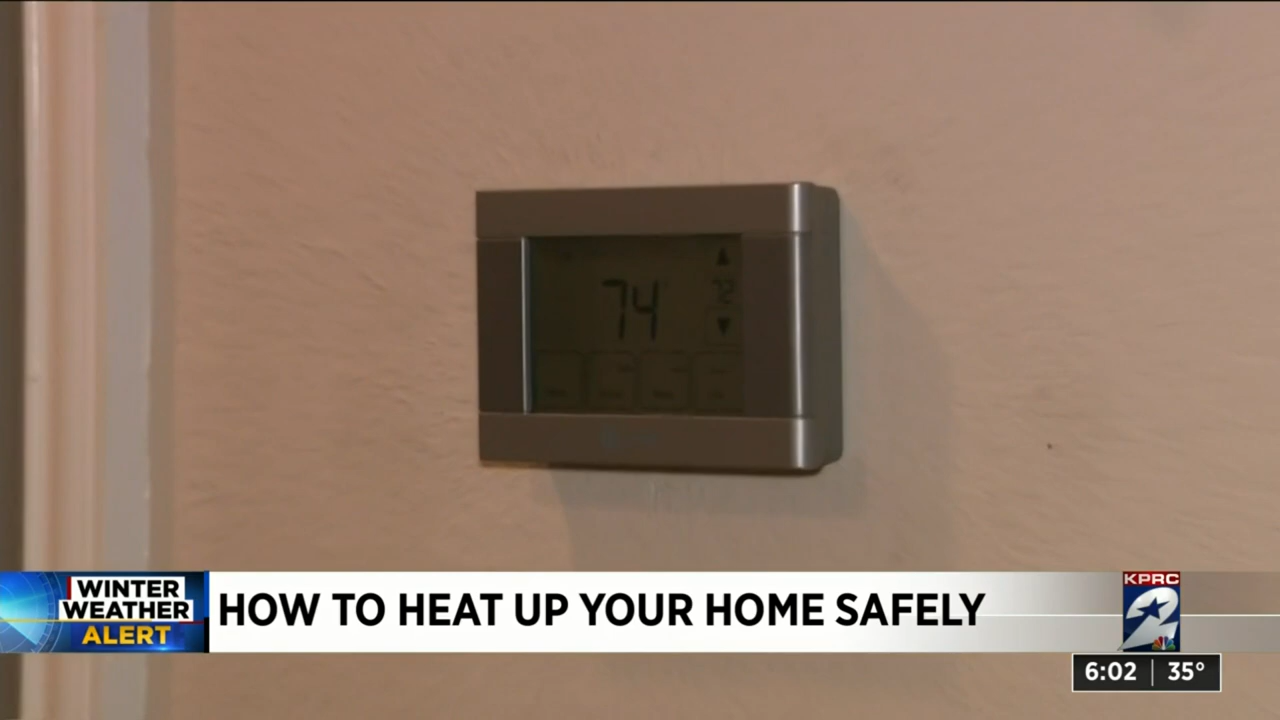 74
72
WINTER
WEATHER
ALERT
HOW TO HEAT UP YOUR HOME SAFELY
KPRC
2
6:02 | 35°